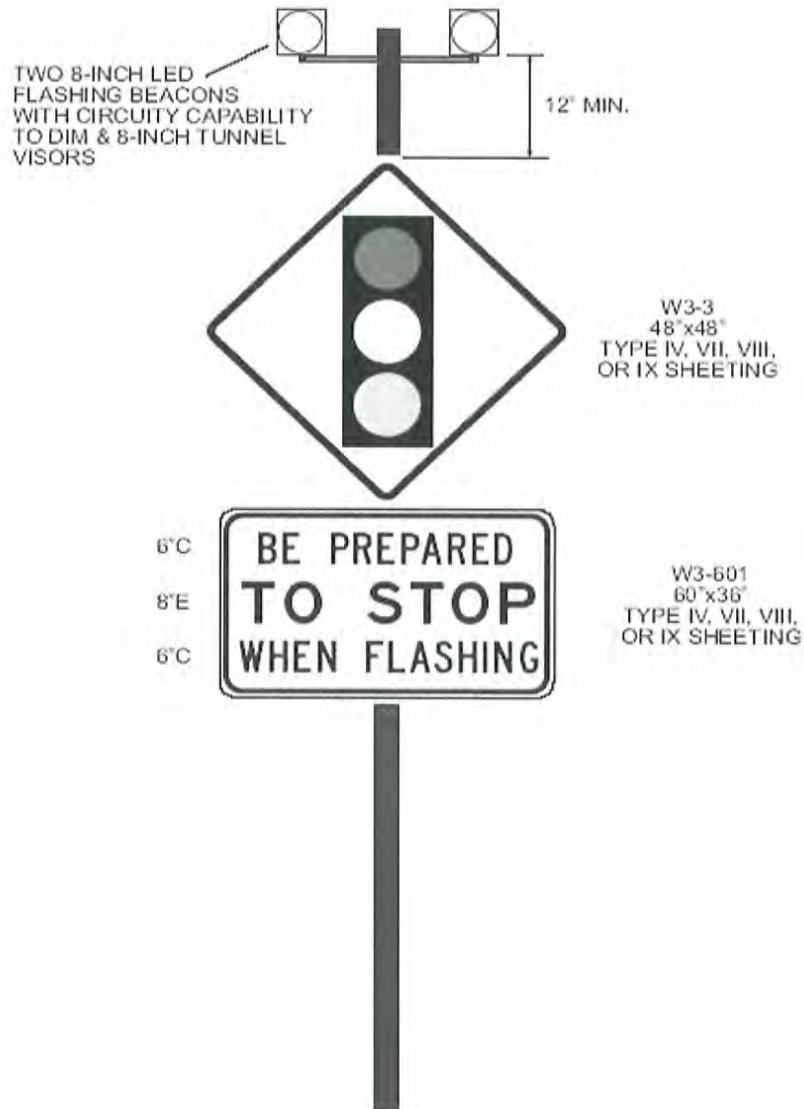 TWO 8-INCH LED
FLASHING BEACONS
WITH CIRCUITY CAPABILITY
TO DIM & 8-INCH TUNNEL
VISORS
12" MIN.
W3-3
48"x48"
TYPE IV, VII, VIII,
OR IX SHEETING
6"C
BE PREPARED
8"E
TO STOP
6"C
WHEN FLASHING
W3-601
60"x36"
TYPE IV, VII, VIII,
OR IX SHEETING